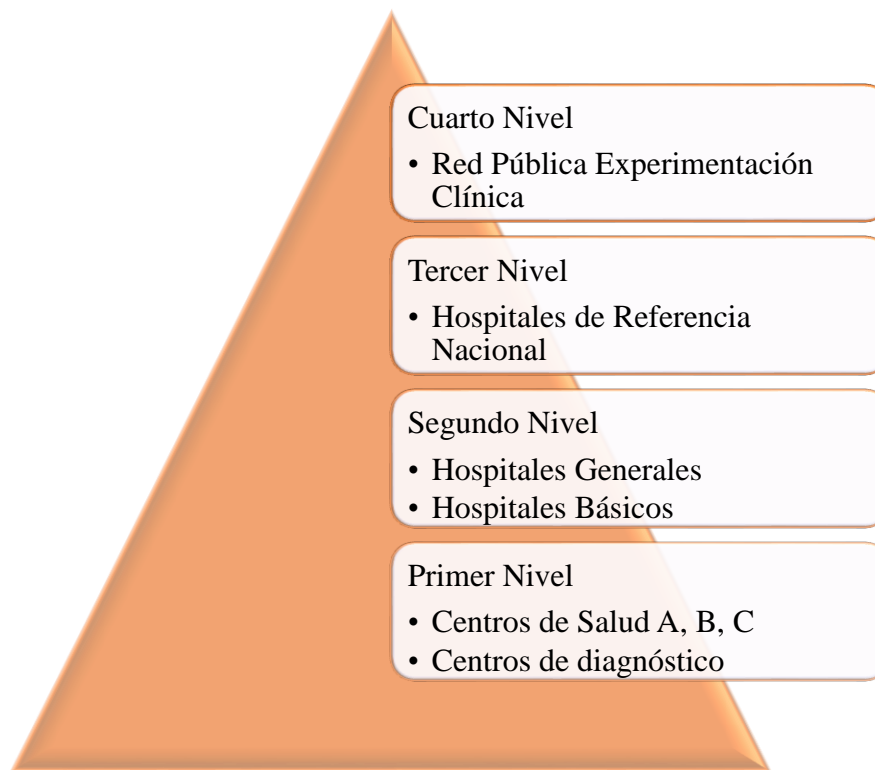 Cuarto Nivel
• Red Pública Experimentación
Clínica
Tercer Nivel
• Hospitales de Referencia
Nacional
Segundo Nivel
• Hospitales Generales
• Hospitales Básicos
Primer Nivel
• Centros de Salud A, B, C
• Centros de diagnóstico